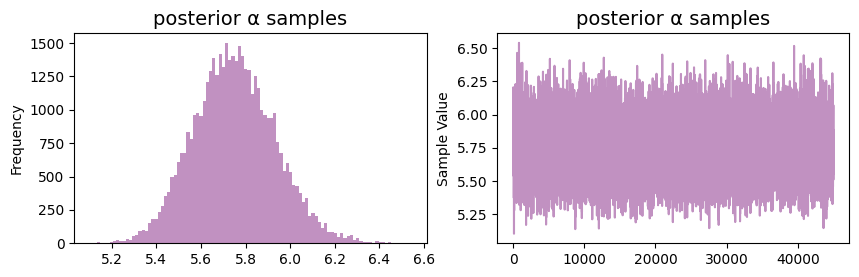 posterior α samples
Frequency
1500
1250
1000
750
500
250
0
5.2 5.4 5.6 5.8 6.0 6.2 6.4 6.6
posterior α samples
Sample Value
6.50
6.25
6.00
5.75
5.50
5.25
0 10000 20000 30000 40000